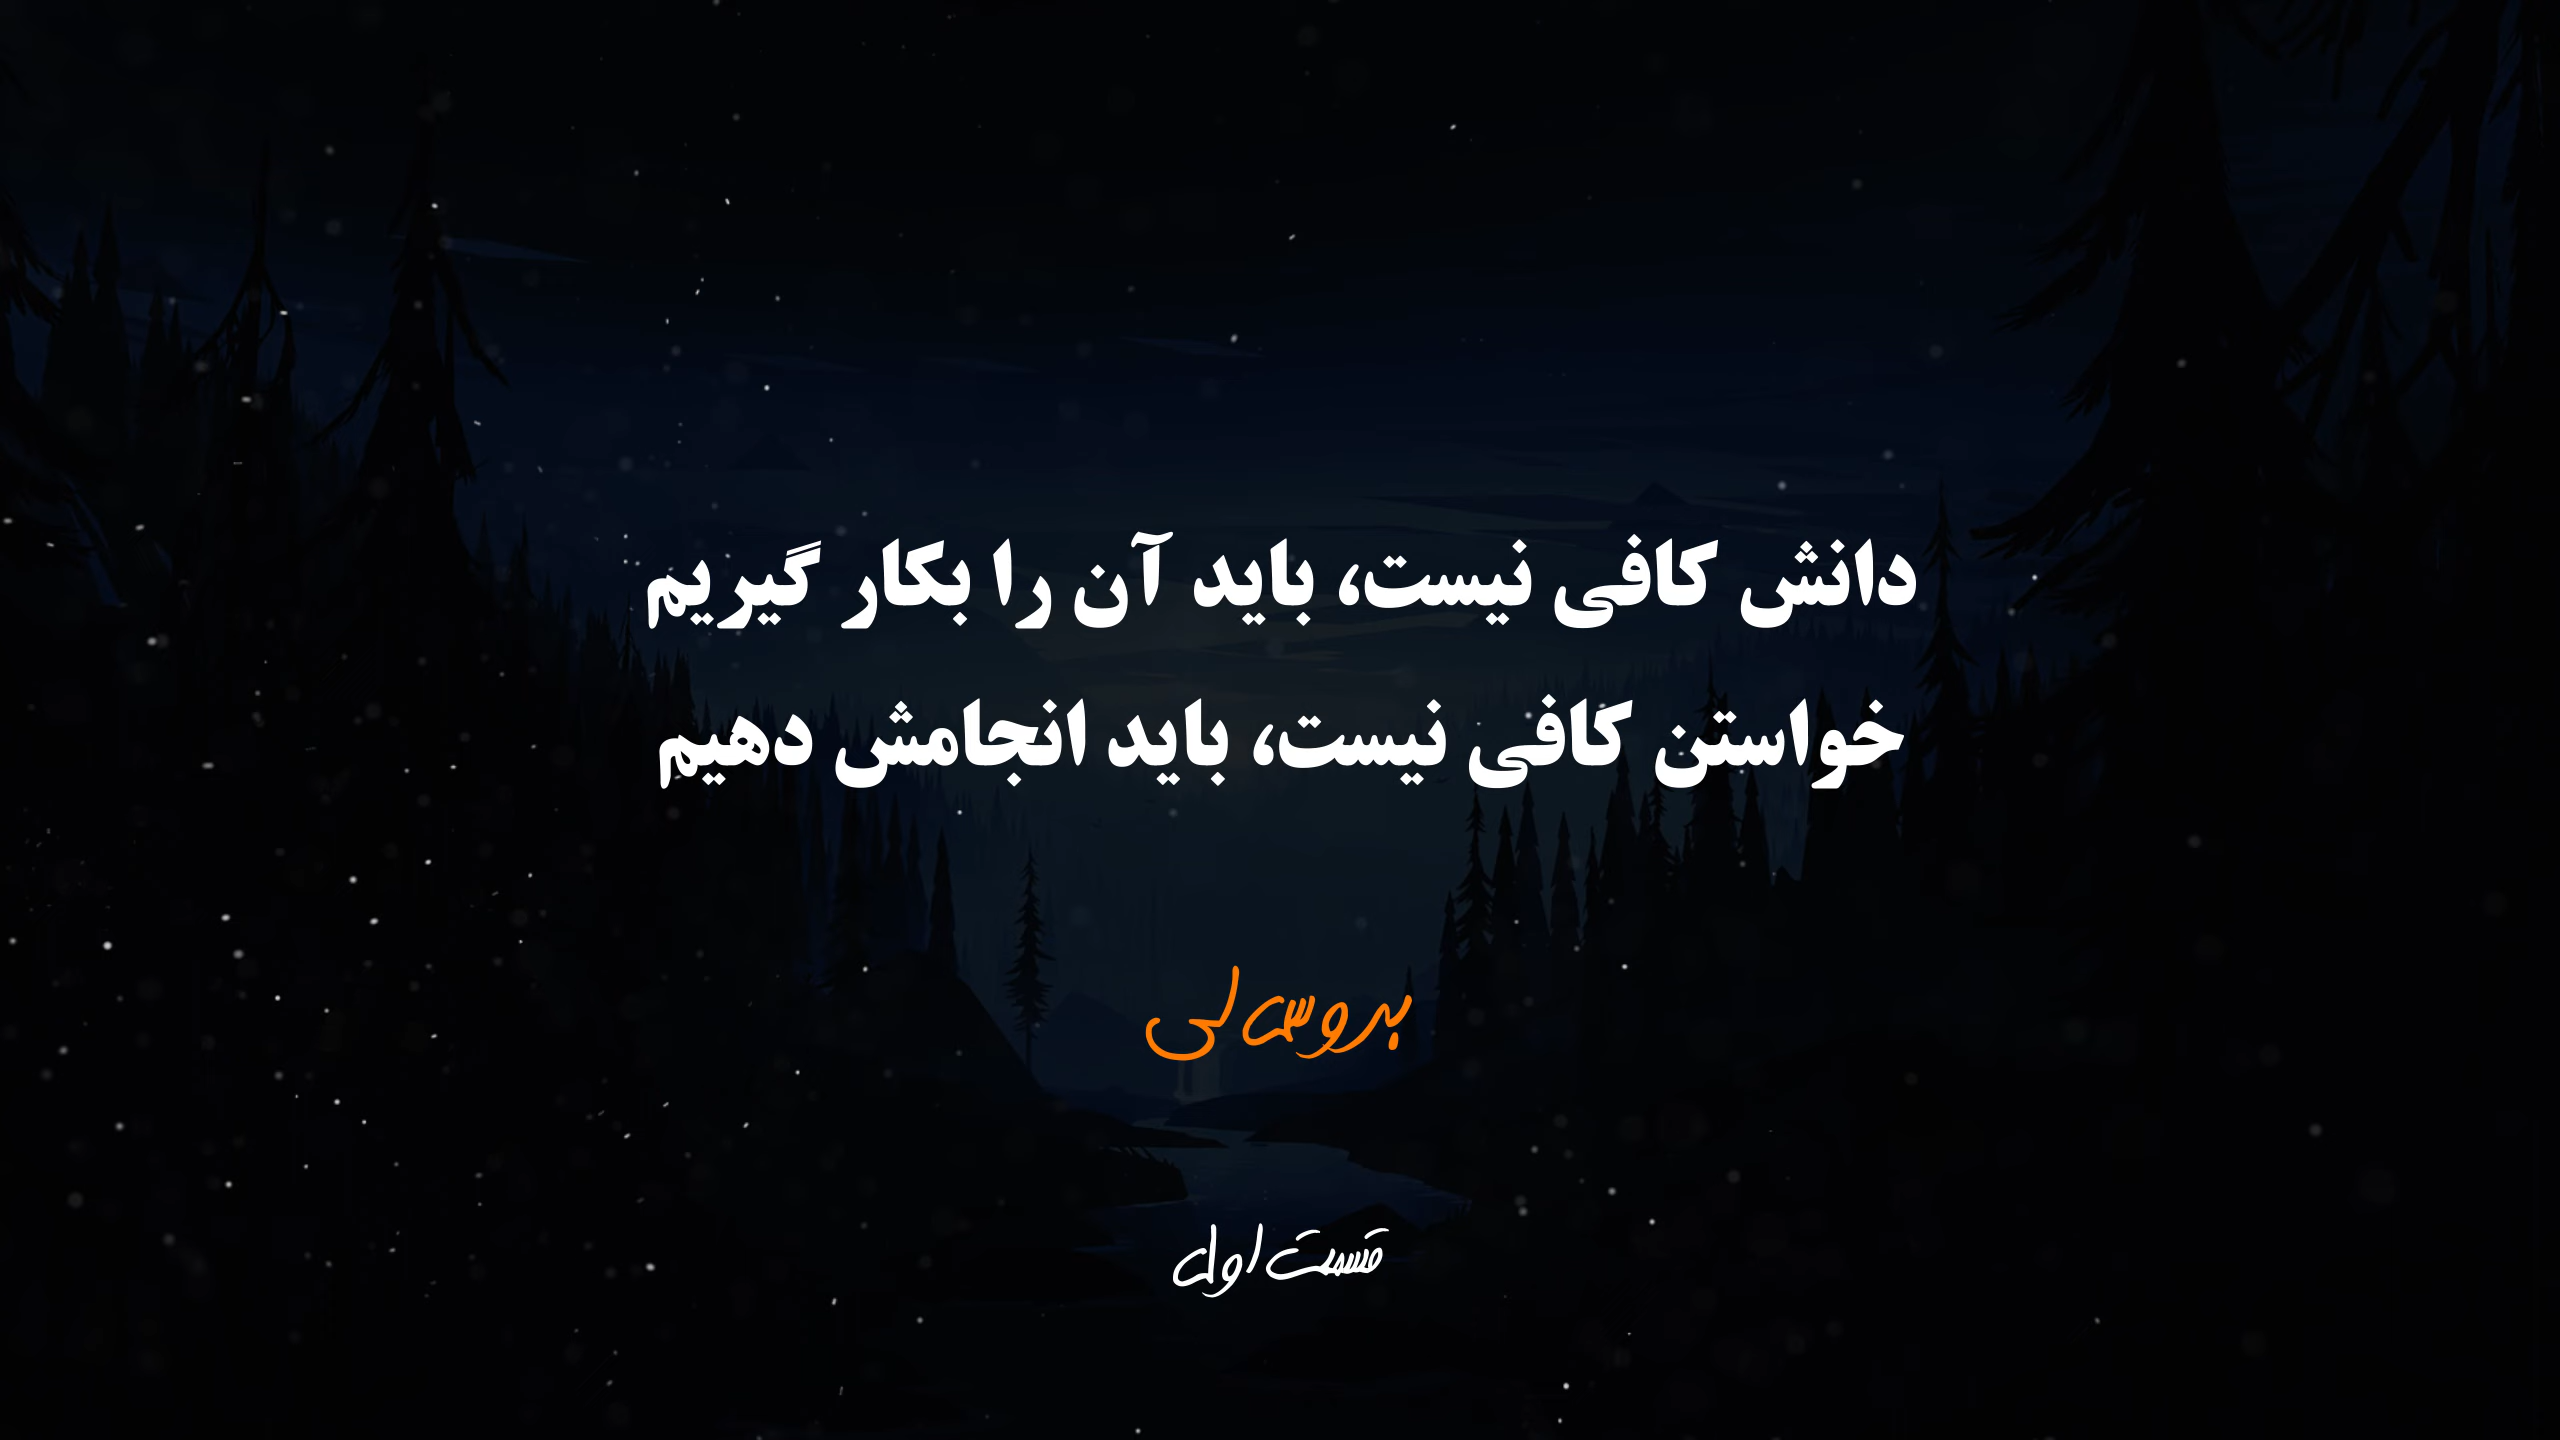 دانش کافی نیست، باید آن را بکار گیریم
خواستن کافی نیست، باید انجامش دهیم
بروس لی
قسمت اول